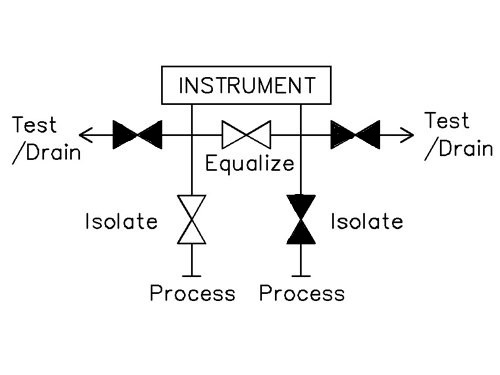 INSTRUMENT
Test
/Drain
Test
/Drain
Equalize
Isolate
Isolate
Process
Process